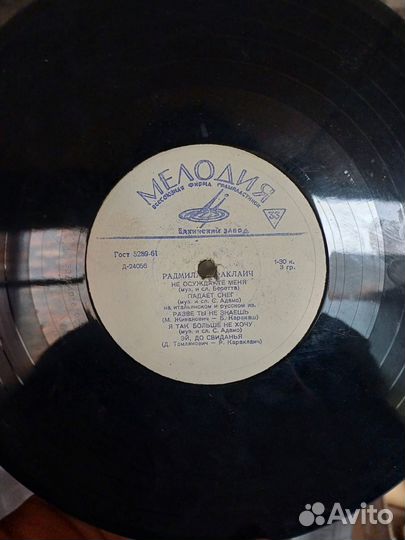 МЕЛОДИЯ
ВСЕСОЮЗНАЯ ФИРМА ГРАМПЛАСТИНОК
33
БАКИНСКИЙ ЗАВОД
Гост 5289-61
Д-24056
1-30 к.
3 гр.
РАДМИЛА КАРАКЛАИЧ
НЕ ОСУЖДАЙТЕ МЕНЯ
(муз. и сл. Беретта)
ПАДАЕТ СНЕГ
(муз. и сл. С. Адамо)
на итальянском и русском яз.
РАЗВЕ ТЫ НЕ ЗНАЕШЬ
(М. Живанович – Б. Каракаш)
Я ТАК БОЛЬШЕ НЕ ХОЧУ
(муз. и сл. С. Адамо)
ЭЙ, ДО СВИДАНЬЯ
(Д. Томлянович – Р. Караклаич)
Avito